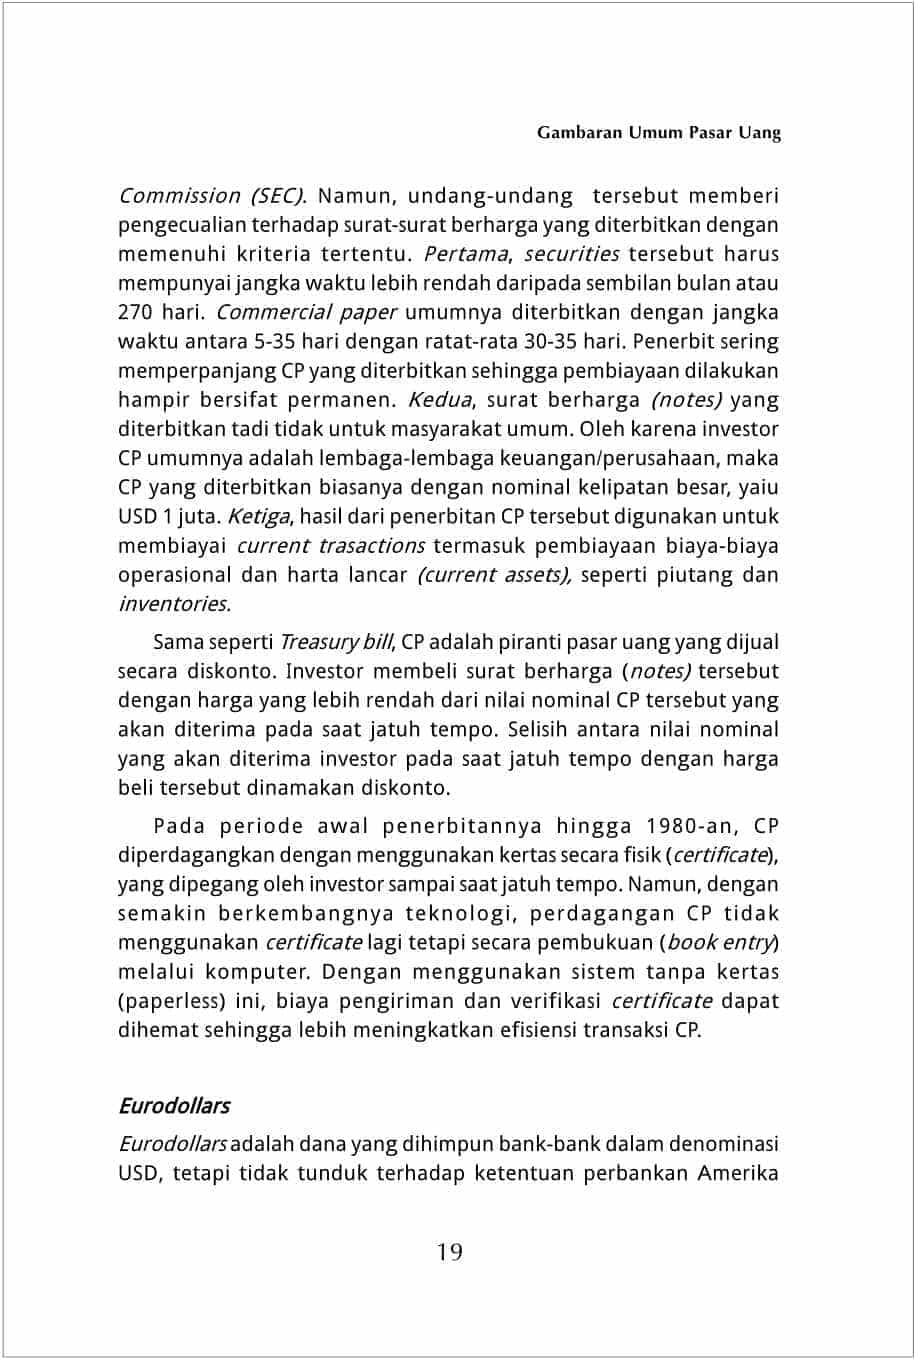 Gambaran Umum Pasar Uang
Commission (SEC). Namun, undang-undang tersebut memberi
pengecualian terhadap surat-surat berharga yang diterbitkan dengan
memenuhi kriteria tertentu. Pertama, securities tersebut harus
mempunyai jangka waktu lebih rendah daripada sembilan bulan atau
270 hari. Commercial paper umumnya diterbitkan dengan jangka
waktu antara 5-35 hari dengan ratat-rata 30-35 hari. Penerbit sering
memperpanjang CP yang diterbitkan sehingga pembiayaan dilakukan
hampir bersifat permanen. Kedua, surat berharga (notes) yang
diterbitkan tadi tidak untuk masyarakat umum. Oleh karena investor
CP umumnya adalah lembaga-lembaga keuangan/perusahaan, maka
CP yang diterbitkan biasanya dengan nominal kelipatan besar, yaiu
USD 1 juta. Ketiga, hasil dari penerbitan CP tersebut digunakan untuk
membiayai current trasactions termasuk pembiayaan biaya-biaya
operasional dan harta lancar (current assets), seperti piutang dan
inventories.
Sama seperti Treasury bill, CP adalah piranti pasar uang yang dijual
secara diskonto. Investor membeli surat berharga (notes) tersebut
dengan harga yang lebih rendah dari nilai nominal CP tersebut yang
akan diterima pada saat jatuh tempo. Selisih antara nilai nominal
yang akan diterima investor pada saat jatuh tempo dengan harga
beli tersebut dinamakan diskonto.
Pada periode awal penerbitannya hingga 1980-an, CP
diperdagangkan dengan menggunakan kertas secara fisik (certificate),
yang dipegang oleh investor sampai saat jatuh tempo. Namun, dengan
semakin berkembangnya teknologi, perdagangan CP tidak
menggunakan certificate lagi tetapi secara pembukuan (book entry)
melalui komputer. Dengan menggunakan sistem tanpa kertas
(paperless) ini, biaya pengiriman dan verifikasi certificate dapat
dihemat sehingga lebih meningkatkan efisiensi transaksi CP.
Eurodollars
Eurodollars adalah dana yang dihimpun bank-bank dalam denominasi
USD, tetapi tidak tunduk terhadap ketentuan perbankan Amerika
19